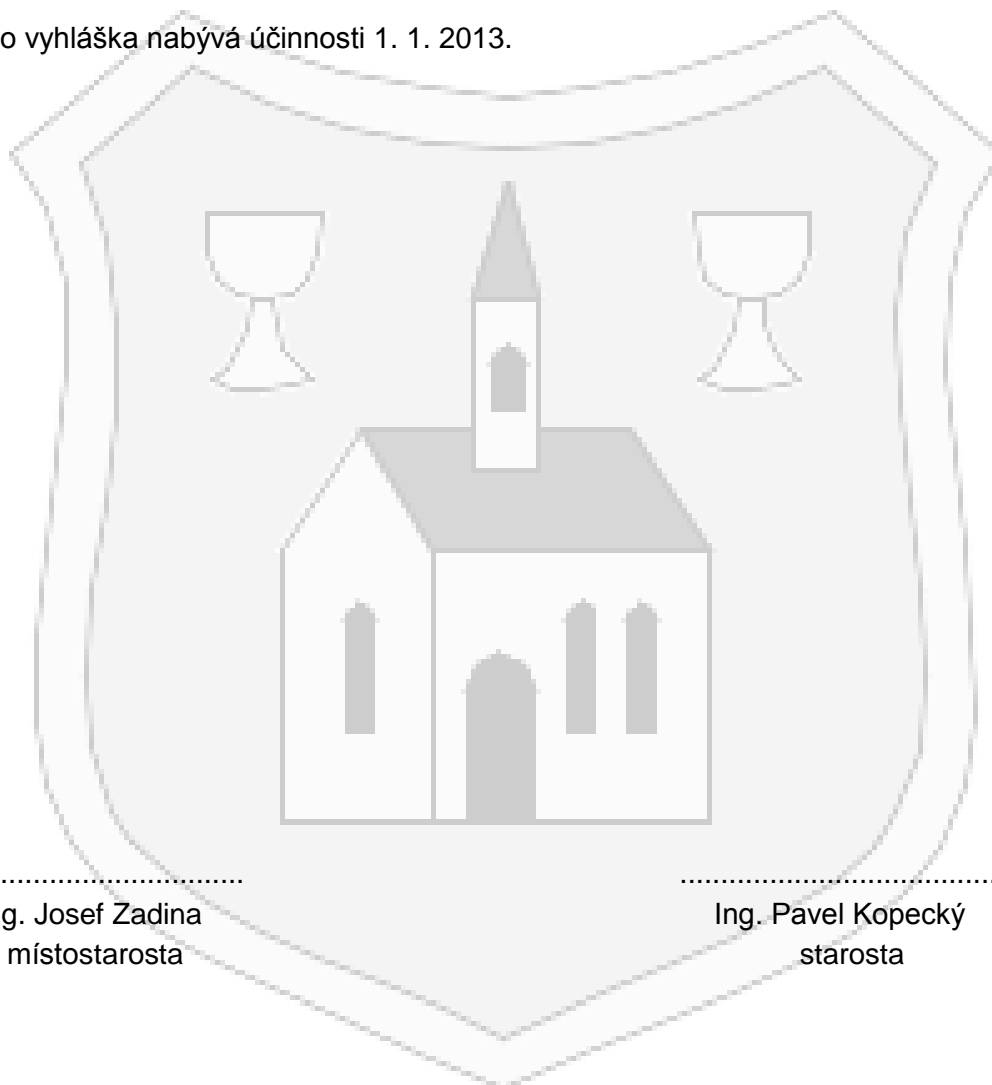 o vyhláška nabývá účinnosti 1. 1. 2013.
.............................. ......................................
g. Josef Zadina Ing. Pavel Kopecký
místostarosta starosta